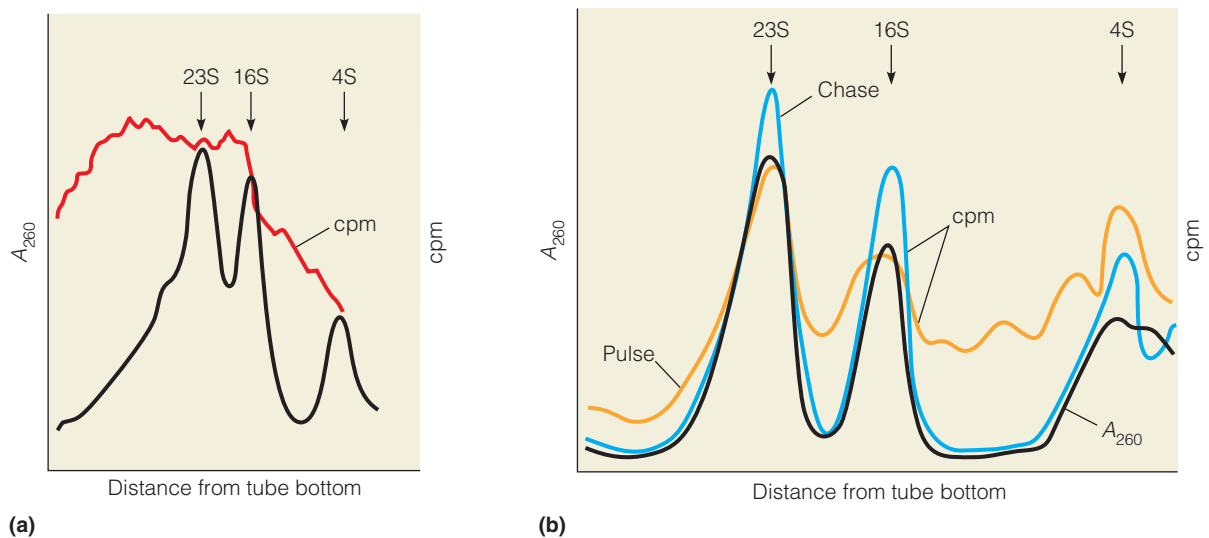 23S 16S 4S
cpm
A260
cpm
Distance from tube bottom
(a)
23S 16S 4S
Chase
cpm
Pulse
A260
A260
cpm
Distance from tube bottom
(b)